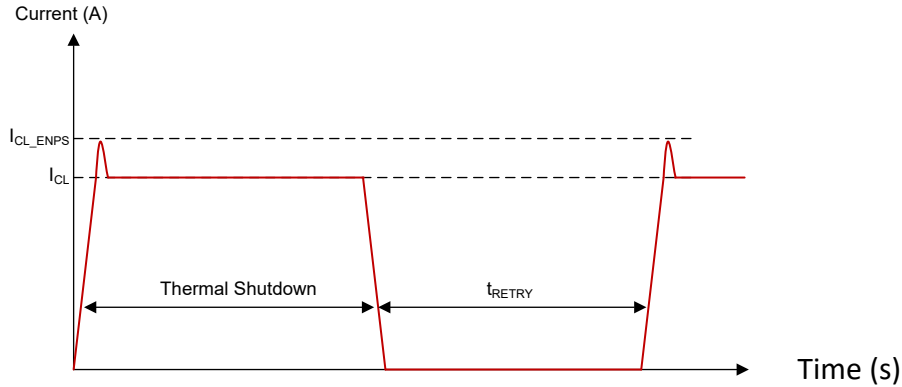 Current (A)
I_CL_ENPS
I_CL
Thermal Shutdown
t_RETRY
Time (s)